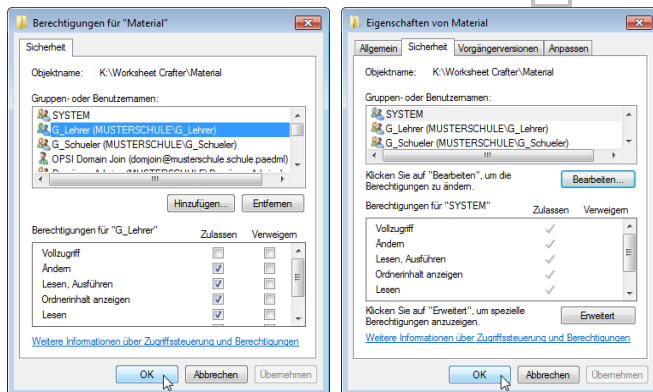 Berechtigungen für "Material"
Sicherheit
Objektname: K:\Worksheet Crafter\Material
Gruppen- oder Benutzernamen:
SYSTEM
G_Lehrer (MUSTERSCHULE\G_Lehrer)
G_Schueler (MUSTERSCHULE\G_Schueler)
OPSI Domain Join (domjoin@musterschule.schule.paedml)
Hinzufügen... Entfernen
Berechtigungen für "G_Lehrer" Zulassen Verweigern
Vollzugriff
Ändern
Lesen, Ausführen
Ordnerinhalt anzeigen
Lesen
Weitere Informationen über Zugriffssteuerung und Berechtigungen
OK Abbrechen Übernehmen
Eigenschaften von Material
Allgemein Sicherheit Vorgängerversionen Anpassen
Objektname: K:\Worksheet Crafter\Material
Gruppen- oder Benutzernamen:
SYSTEM
G_Lehrer (MUSTERSCHULE\G_Lehrer)
G_Schueler (MUSTERSCHULE\G_Schueler)
Klicken Sie auf "Bearbeiten", um die
Berechtigungen zu ändern.
Bearbeiten...
Berechtigungen für "SYSTEM" Zulassen Verweigern
Vollzugriff
Ändern
Lesen, Ausführen
Ordnerinhalt anzeigen
Lesen
Klicken Sie auf "Erweitert", um spezielle
Berechtigungen anzuzeigen.
Erweitert
Weitere Informationen über Zugriffssteuerung und Berechtigungen
OK Abbrechen Übernehmen